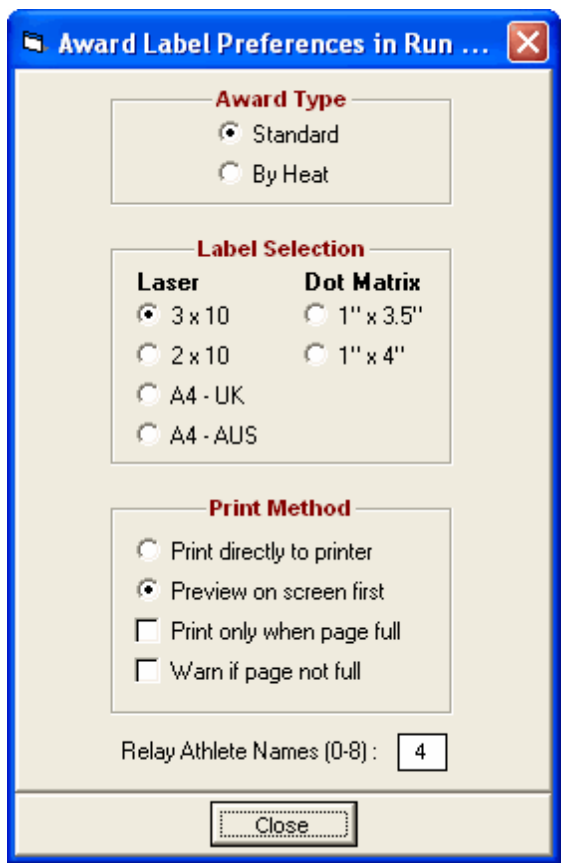 Award Label Preferences in Run ...
Award Type
Standard
By Heat
Label Selection
Laser Dot Matrix
3 x 10 1" x 3.5"
2 x 10 1" x 4"
A4 - UK
A4 - AUS
Print Method
Print directly to printer
Preview on screen first
Print only when page full
Warn if page not full
Relay Athlete Names (0-8) : 4
Close